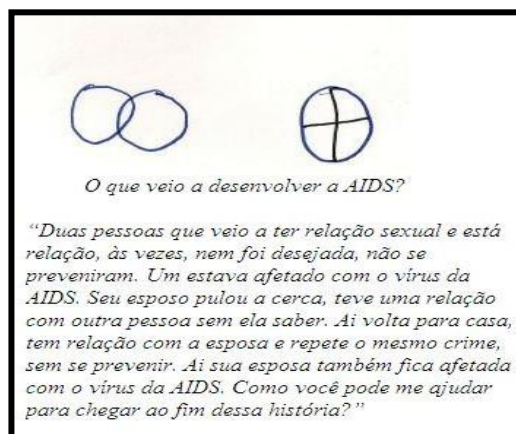 O que veio a desenvolver a AIDS?
“Duas pessoas que veio a ter relação sexual e está
relação, às vezes, nem foi desejada, não se
preveniram. Um estava afetado com o vírus da
AIDS. Seu esposo pulou a cerca, teve uma relação
com outra pessoa sem ela saber. Ai volta para casa,
tem relação com a esposa e repete o mesmo crime,
sem se prevenir. Ai sua esposa também fica afetada
com o vírus da AIDS. Como você pode me ajudar
para chegar ao fim dessa história?”